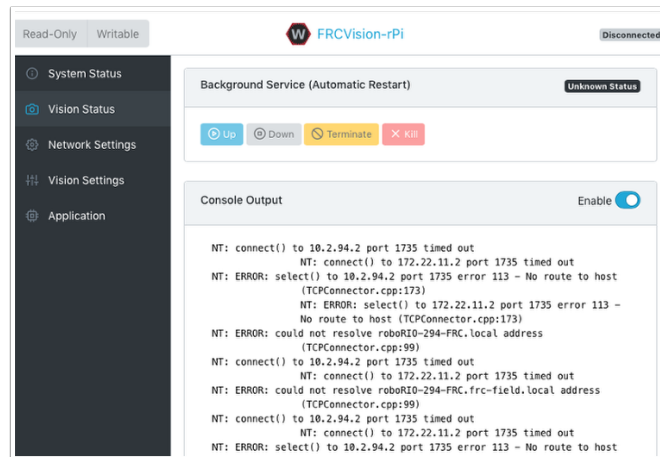 Read-Only Writable
W FRCVision-rPi
Disconnected
System Status
Vision Status
Network Settings
Vision Settings
Application
Background Service (Automatic Restart)
Unknown Status
Up
Down
Terminate
Kill
Console Output
Enable
NT: connect() to 10.2.94.2 port 1735 timed out
NT: connect() to 172.22.11.2 port 1735 timed out
NT: ERROR: select() to 10.2.94.2 port 1735 error 113 - No route to host
(TCPConnector.cpp:173)
NT: ERROR: select() to 172.22.11.2 port 1735 error 113 -
No route to host (TCPConnector.cpp:173)
NT: ERROR: could not resolve roboRIO-294-FRC.local address
(TCPConnector.cpp:99)
NT: connect() to 10.2.94.2 port 1735 timed out
NT: connect() to 172.22.11.2 port 1735 timed out
NT: ERROR: could not resolve roboRIO-294-FRC.frc-field.local address
(TCPConnector.cpp:99)
NT: connect() to 10.2.94.2 port 1735 timed out
NT: connect() to 172.22.11.2 port 1735 timed out
NT: ERROR: select() to 10.2.94.2 port 1735 error 113 - No route to host